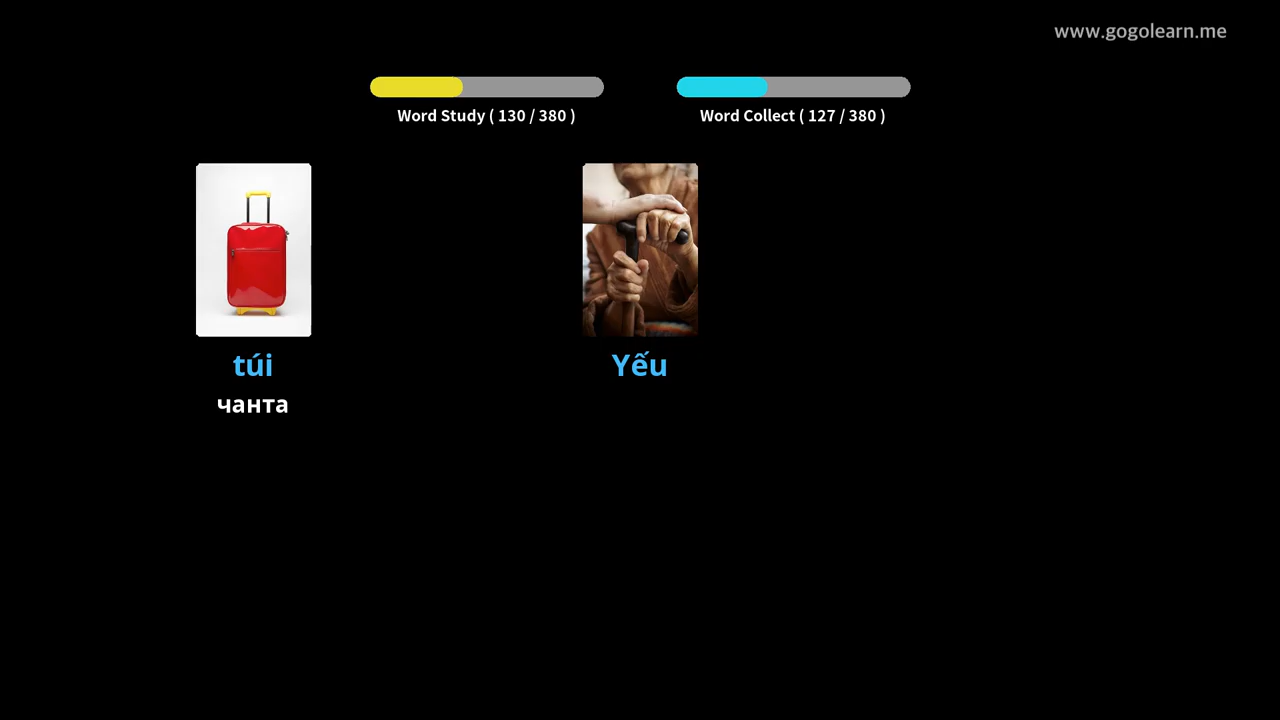 www.gogolearn.me
Word Study ( 130 / 380 )
Word Collect ( 127 / 380 )
túi
чанта
Yếu